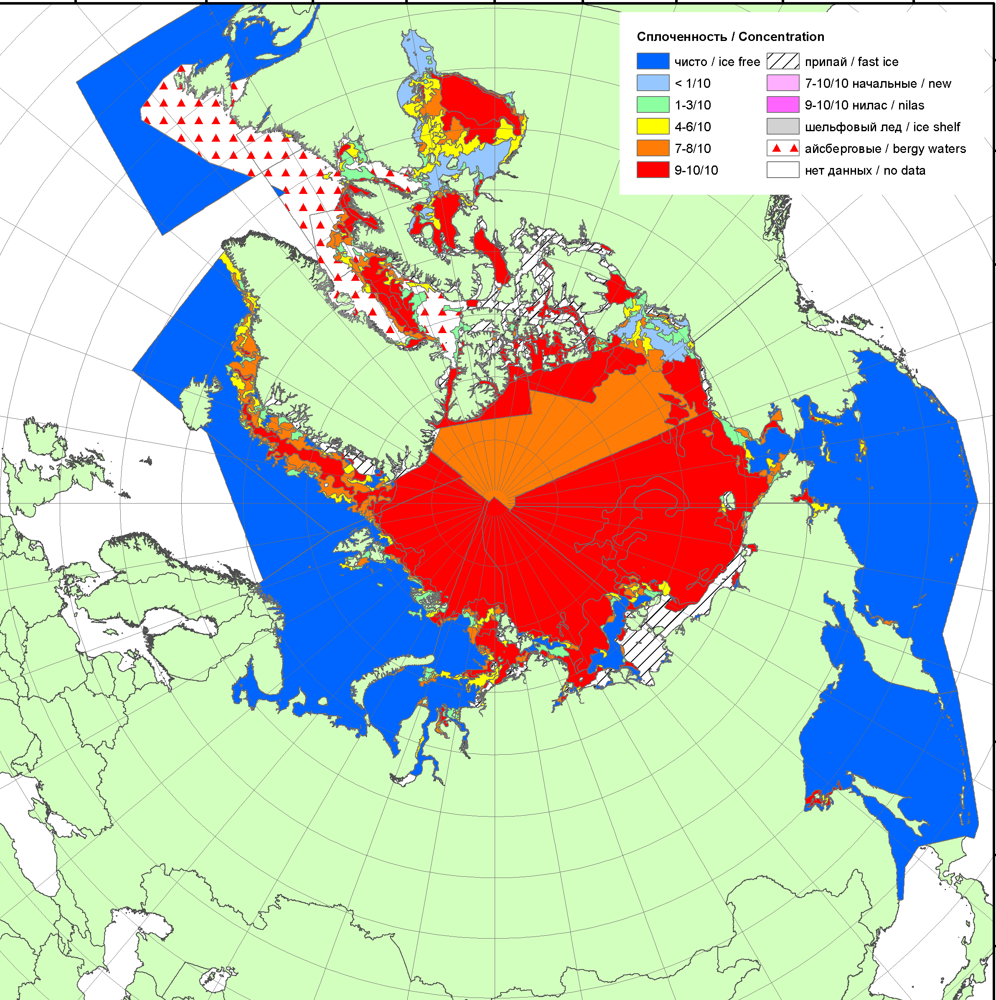 Сплоченность / Concentration
чисто / ice free
< 1/10
1-3/10
4-6/10
7-8/10
9-10/10
припай / fast ice
7-10/10 начальные / new
9-10/10 нилас / nilas
шельфовый лед / ice shelf
айсберговые / bergy waters
нет данных / no data